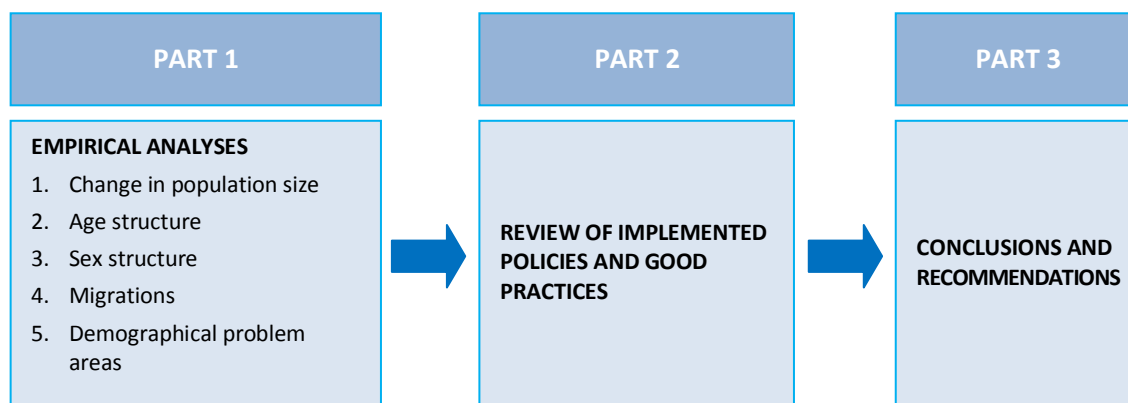 PART 1
EMPIRICAL ANALYSES
1. Change in population size
2. Age structure
3. Sex structure
4. Migrations
5. Demographical problem
areas
PART 2
REVIEW OF IMPLEMENTED
POLICIES AND GOOD
PRACTICES
PART 3
CONCLUSIONS AND
RECOMMENDATIONS